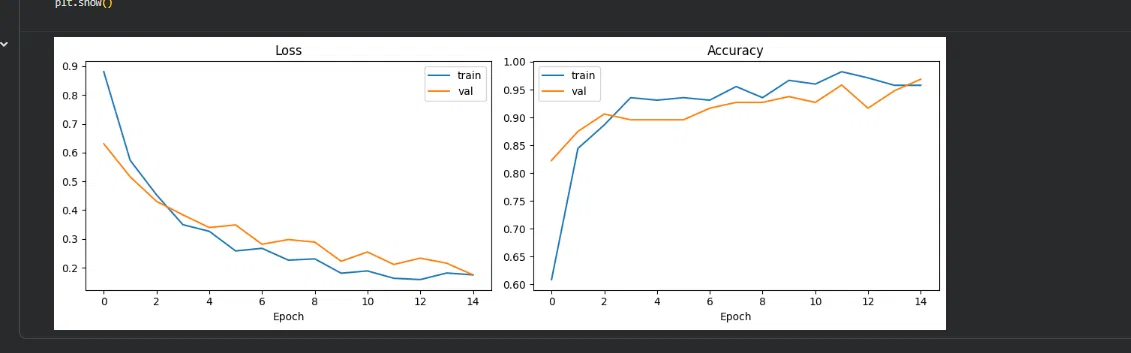 plt.show()
Loss
0.9
0.8
0.7
0.6
0.5
0.4
0.3
0.2
train
val
0 2 4 6 8 10 12 14
Epoch
Accuracy
1.00
0.95
0.90
0.85
0.80
0.75
0.70
0.65
0.60
train
val
0 2 4 6 8 10 12 14
Epoch